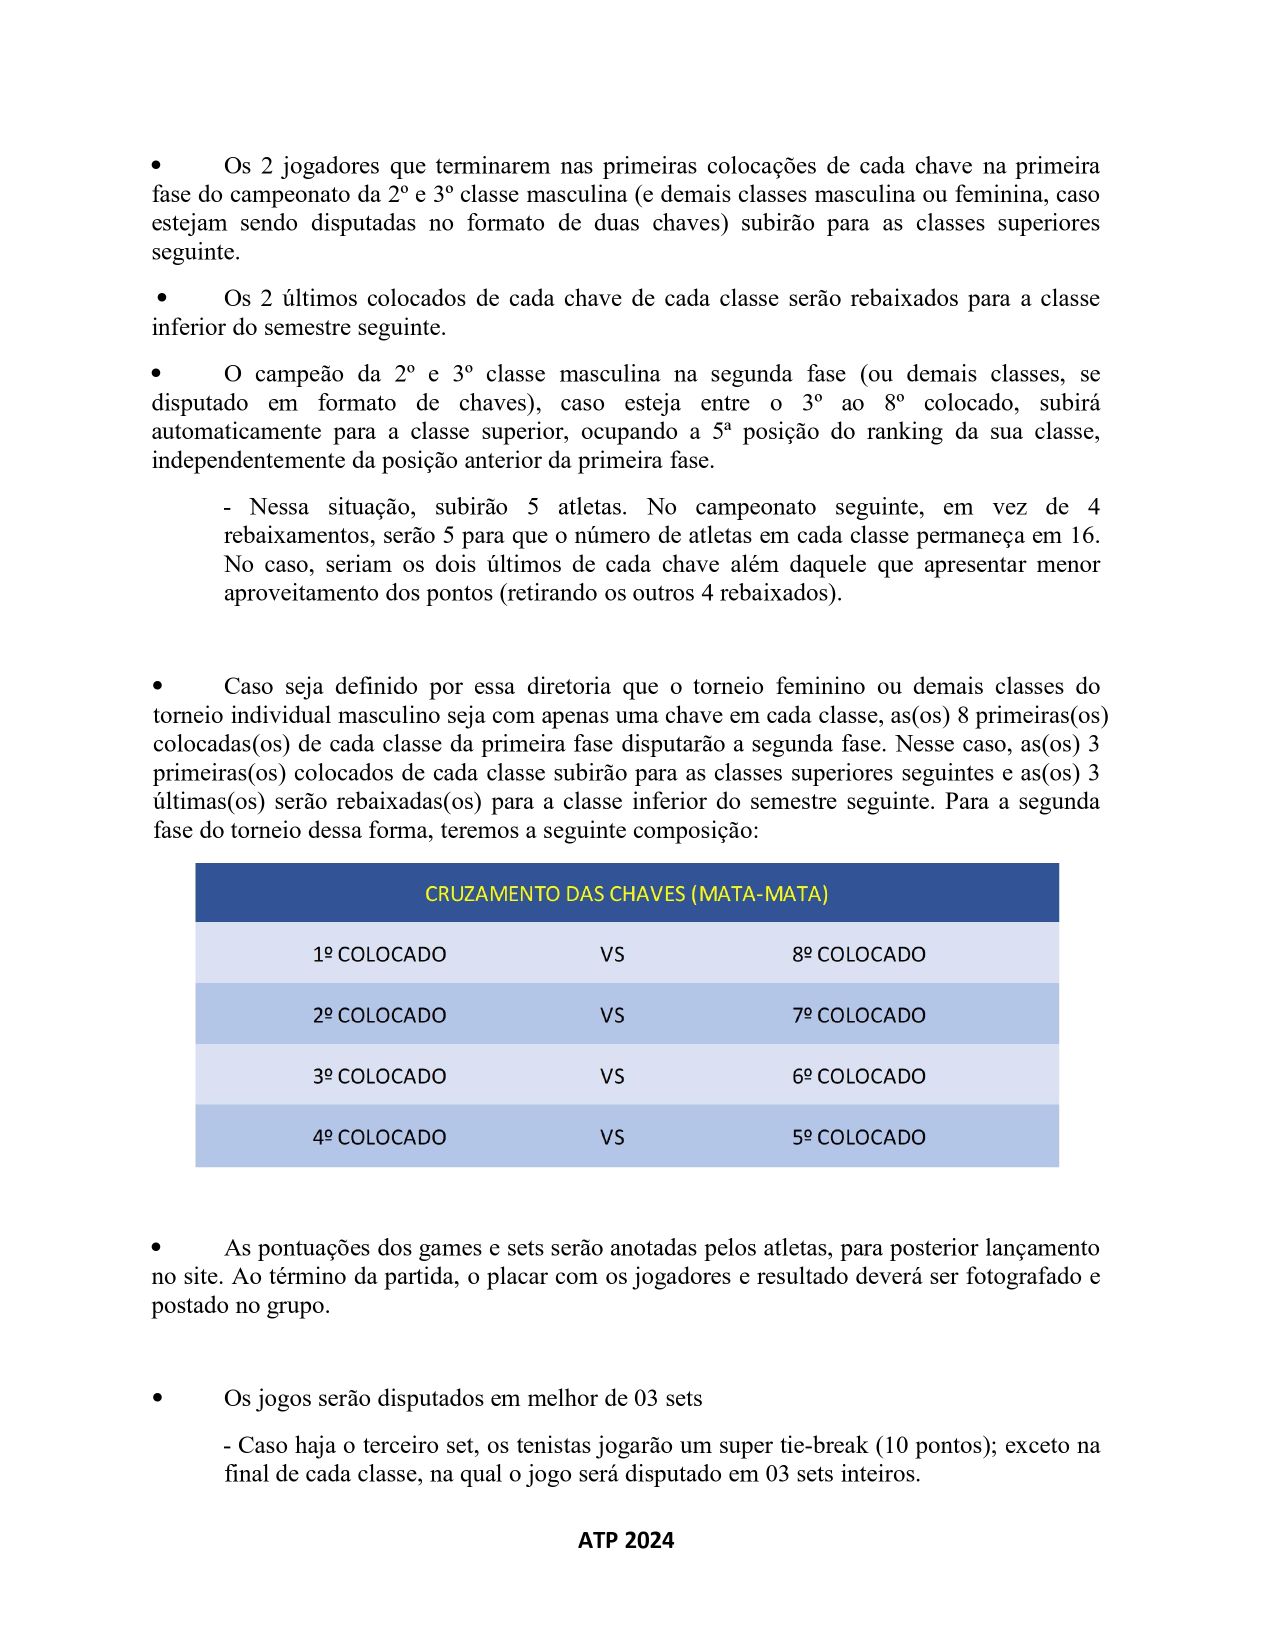 • Os 2 jogadores que terminarem nas primeiras colocações de cada chave na primeira
fase do campeonato da 2º e 3º classe masculina (e demais classes masculina ou feminina, caso
estejam sendo disputadas no formato de duas chaves) subirão para as classes superiores
seguinte.
• Os 2 últimos colocados de cada chave de cada classe serão rebaixados para a classe
inferior do semestre seguinte.
• O campeão da 2º e 3º classe masculina na segunda fase (ou demais classes, se
disputado em formato de chaves), caso esteja entre o 3º ao 8º colocado, subirá
automaticamente para a classe superior, ocupando a 5ª posição do ranking da sua classe,
independentemente da posição anterior da primeira fase.
- Nessa situação, subirão 5 atletas. No campeonato seguinte, em vez de 4
rebaixamentos, serão 5 para que o número de atletas em cada classe permaneça em 16.
No caso, seriam os dois últimos de cada chave além daquele que apresentar menor
aproveitamento dos pontos (retirando os outros 4 rebaixados).
• Caso seja definido por essa diretoria que o torneio feminino ou demais classes do
torneio individual masculino seja com apenas uma chave em cada classe, as(os) 8 primeiras(os)
colocadas(os) de cada classe da primeira fase disputarão a segunda fase. Nesse caso, as(os) 3
primeiras(os) colocados de cada classe subirão para as classes superiores seguintes e as(os) 3
últimas(os) serão rebaixadas(os) para a classe inferior do semestre seguinte. Para a segunda
fase do torneio dessa forma, teremos a seguinte composição:
CRUZAMENTO DAS CHAVES (MATA-MATA)
1º COLOCADO VS 8º COLOCADO
2º COLOCADO VS 7º COLOCADO
3º COLOCADO VS 6º COLOCADO
4º COLOCADO VS 5º COLOCADO
• As pontuações dos games e sets serão anotadas pelos atletas, para posterior lançamento
no site. Ao término da partida, o placar com os jogadores e resultado deverá ser fotografado e
postado no grupo.
• Os jogos serão disputados em melhor de 03 sets
- Caso haja o terceiro set, os tenistas jogarão um super tie-break (10 pontos); exceto na
final de cada classe, na qual o jogo será disputado em 03 sets inteiros.
ATP 2024